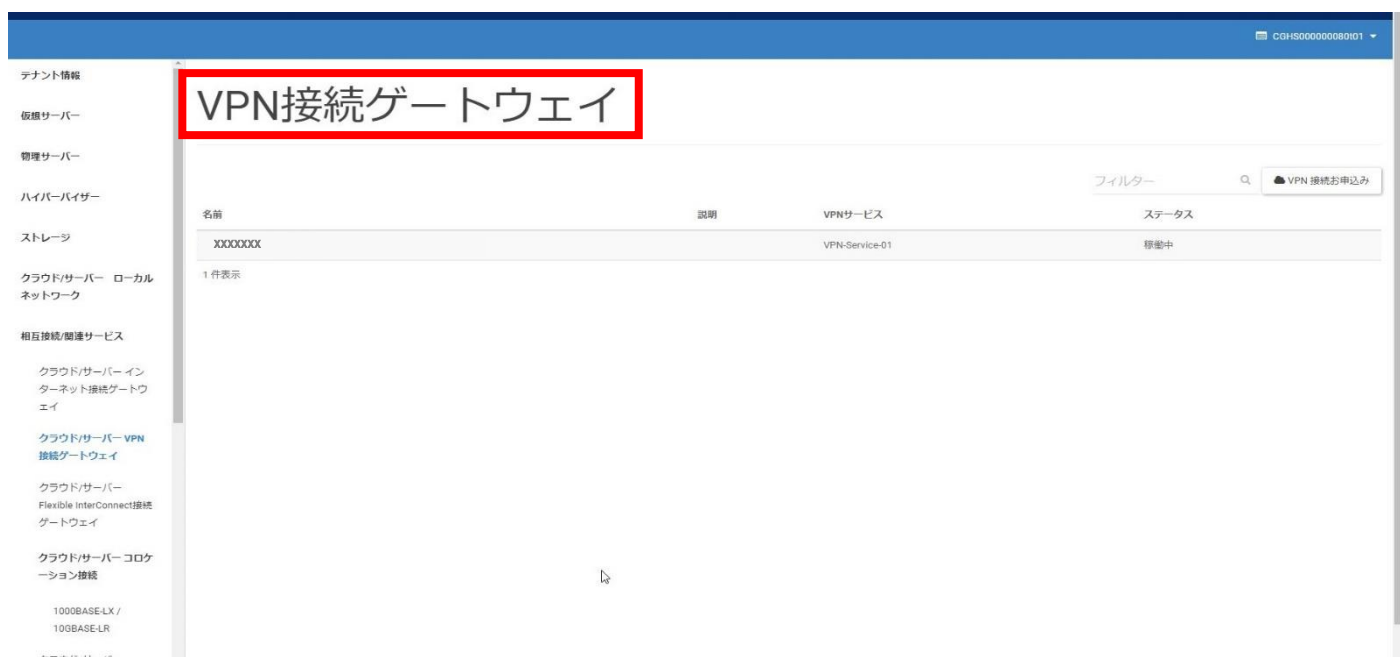 CGHS000000080101
テナント情報
仮想サーバー
物理サーバー
ハイパーバイザー
ストレージ
クラウド/サーバー ローカル
ネットワーク
相互接続/関連サービス
クラウド/サーバー イン
ターネット接続ゲートウ
ェイ
クラウド/サーバー VPN
接続ゲートウェイ
クラウド/サーバー
Flexible InterConnect接続
ゲートウェイ
クラウド/サーバー コロケ
ーション接続
1000BASE-LX /
10GBASE-LR
VPN接続ゲートウェイ
フィルター
VPN 接続お申込み
名前 説明 VPNサービス ステータス
XXXXXXX VPN-Service-01 稼働中
1 件表示